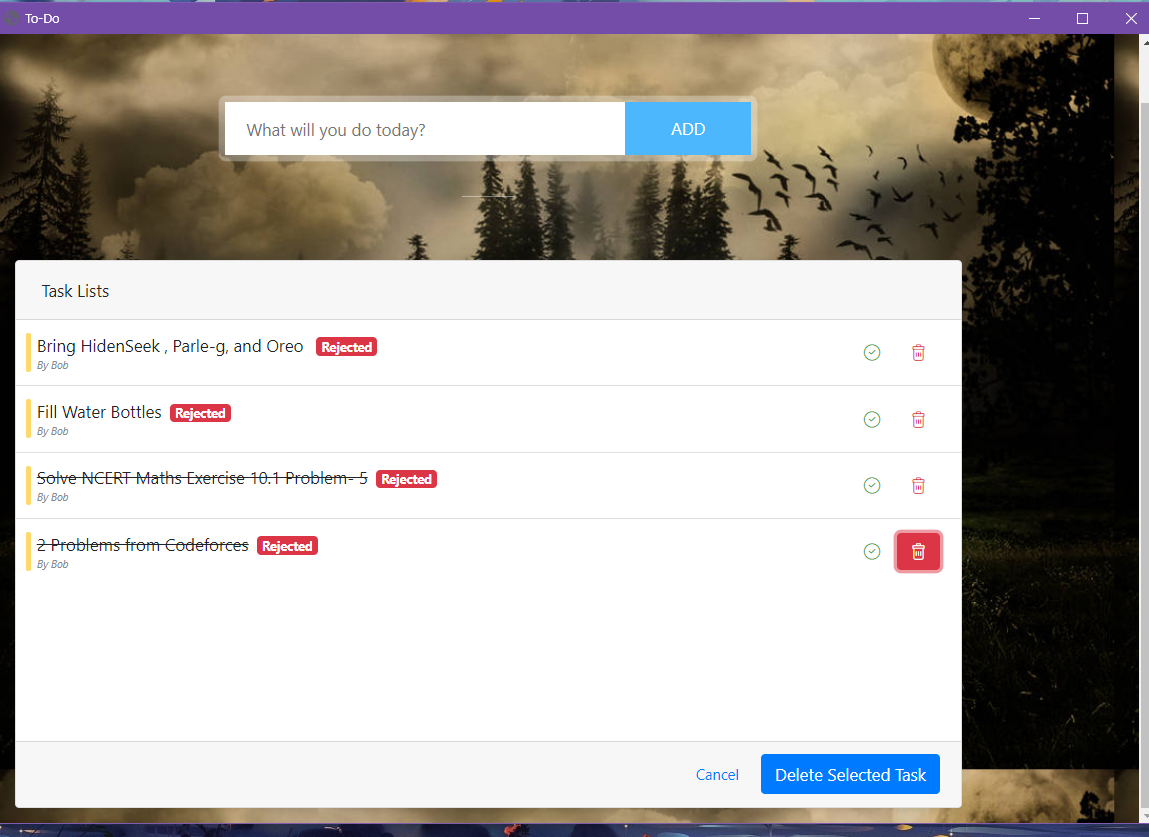 To-Do
What will you do today?
ADD
Task Lists
Bring HidenSeek , Parle-g, and Oreo Rejected
By Bob
Fill Water Bottles Rejected
By Bob
Solve NCERT Maths Exercise 10.1 Problem- 5 Rejected
By Bob
2 Problems from Codeforces Rejected
By Bob
Cancel Delete Selected Task